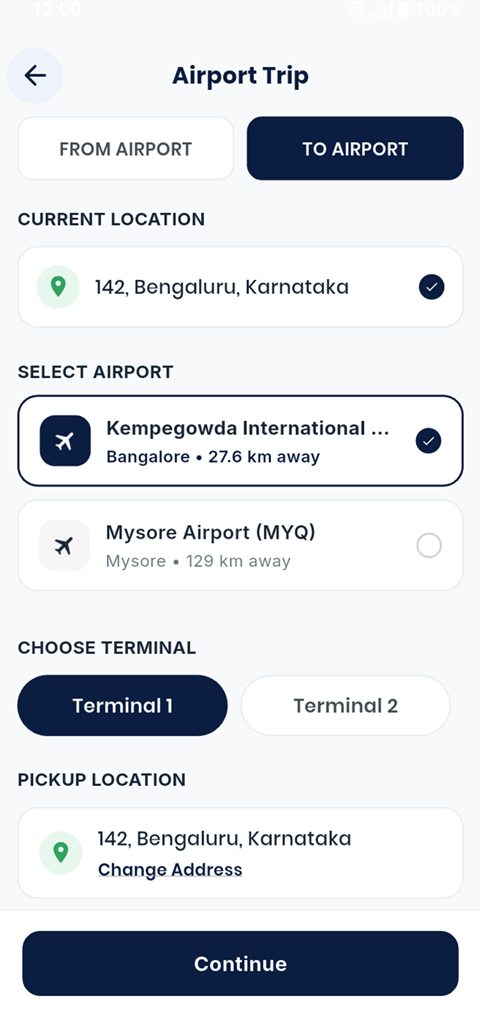 12:00 100%
Airport Trip
FROM AIRPORT TO AIRPORT
CURRENT LOCATION
142, Bengaluru, Karnataka
SELECT AIRPORT
Kempegowda International ...
Bangalore • 27.6 km away
Mysore Airport (MYQ)
Mysore • 129 km away
CHOOSE TERMINAL
Terminal 1 Terminal 2
PICKUP LOCATION
142, Bengaluru, Karnataka
Change Address
Continue